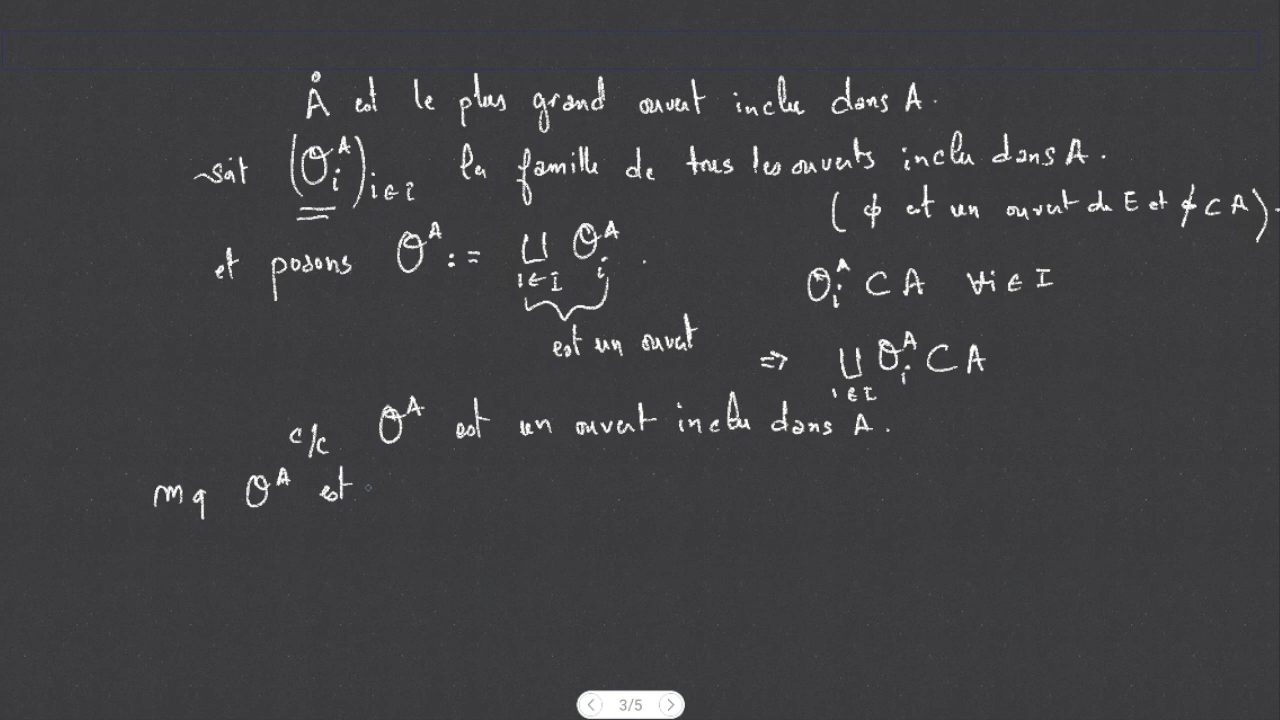 Å est le plus grand ouvert inclu dans A.
soit (O_i^A)_{i∈I} la famille de tous les ouverts inclu dans A.
( ϕ est un ouvert de E et ϕ ⊂ A ).
et posons O^A := ∪_{i∈I} O_i^A .
O_i^A ⊂ A ∀i ∈ I
est un ouvert
⇒ ∪_{i∈I} O_i^A ⊂ A
c/c O^A est un ouvert inclu dans A.
mq O^A est
3/5